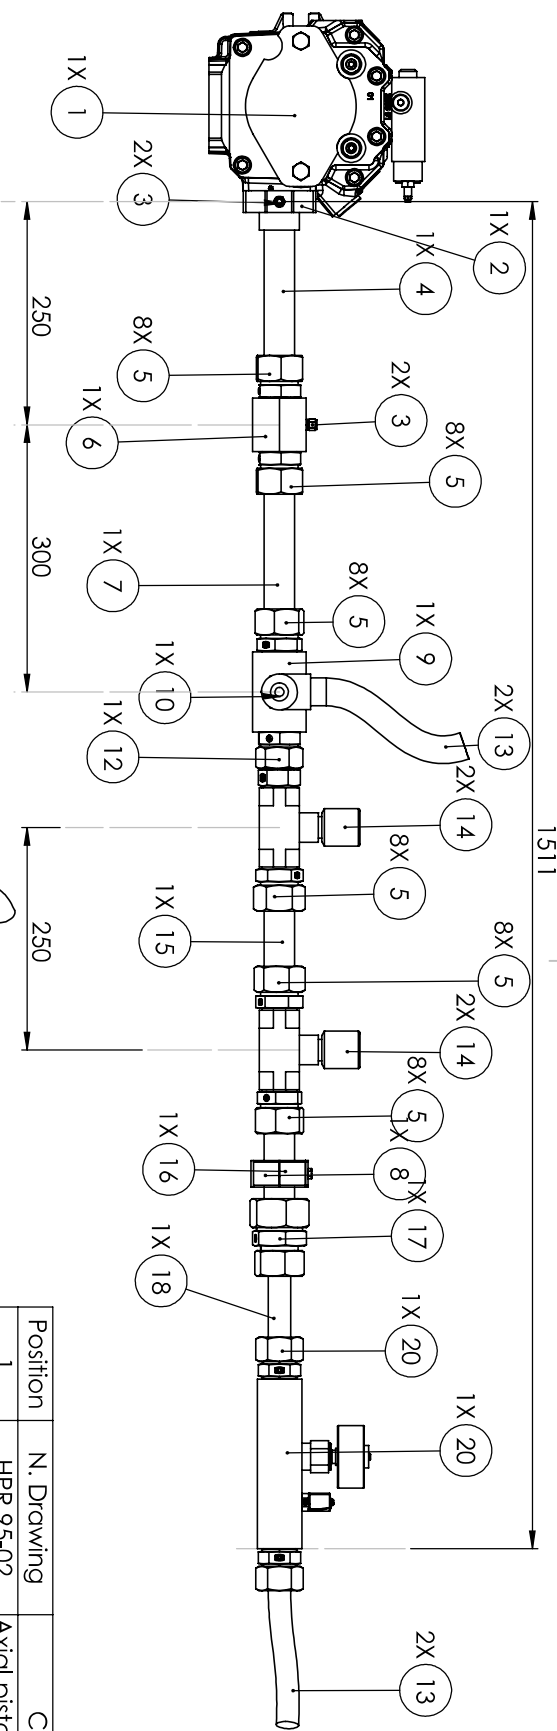 1X 1
2X 3
1X 2
1X 4
8X 5
2X 3
1X 6
8X 5
1X 7
8X 5
1X 9
1X 10
2X 13
1X 12
2X 14
8X 5
1X 15
8X 5
2X 14
8X 5
1X 8
1X 16
1X 17
1X 18
1X 20
1X 20
2X 13
250
300
250
1511
Position N. Drawing C
1 HPR 95-02 Axial pisto